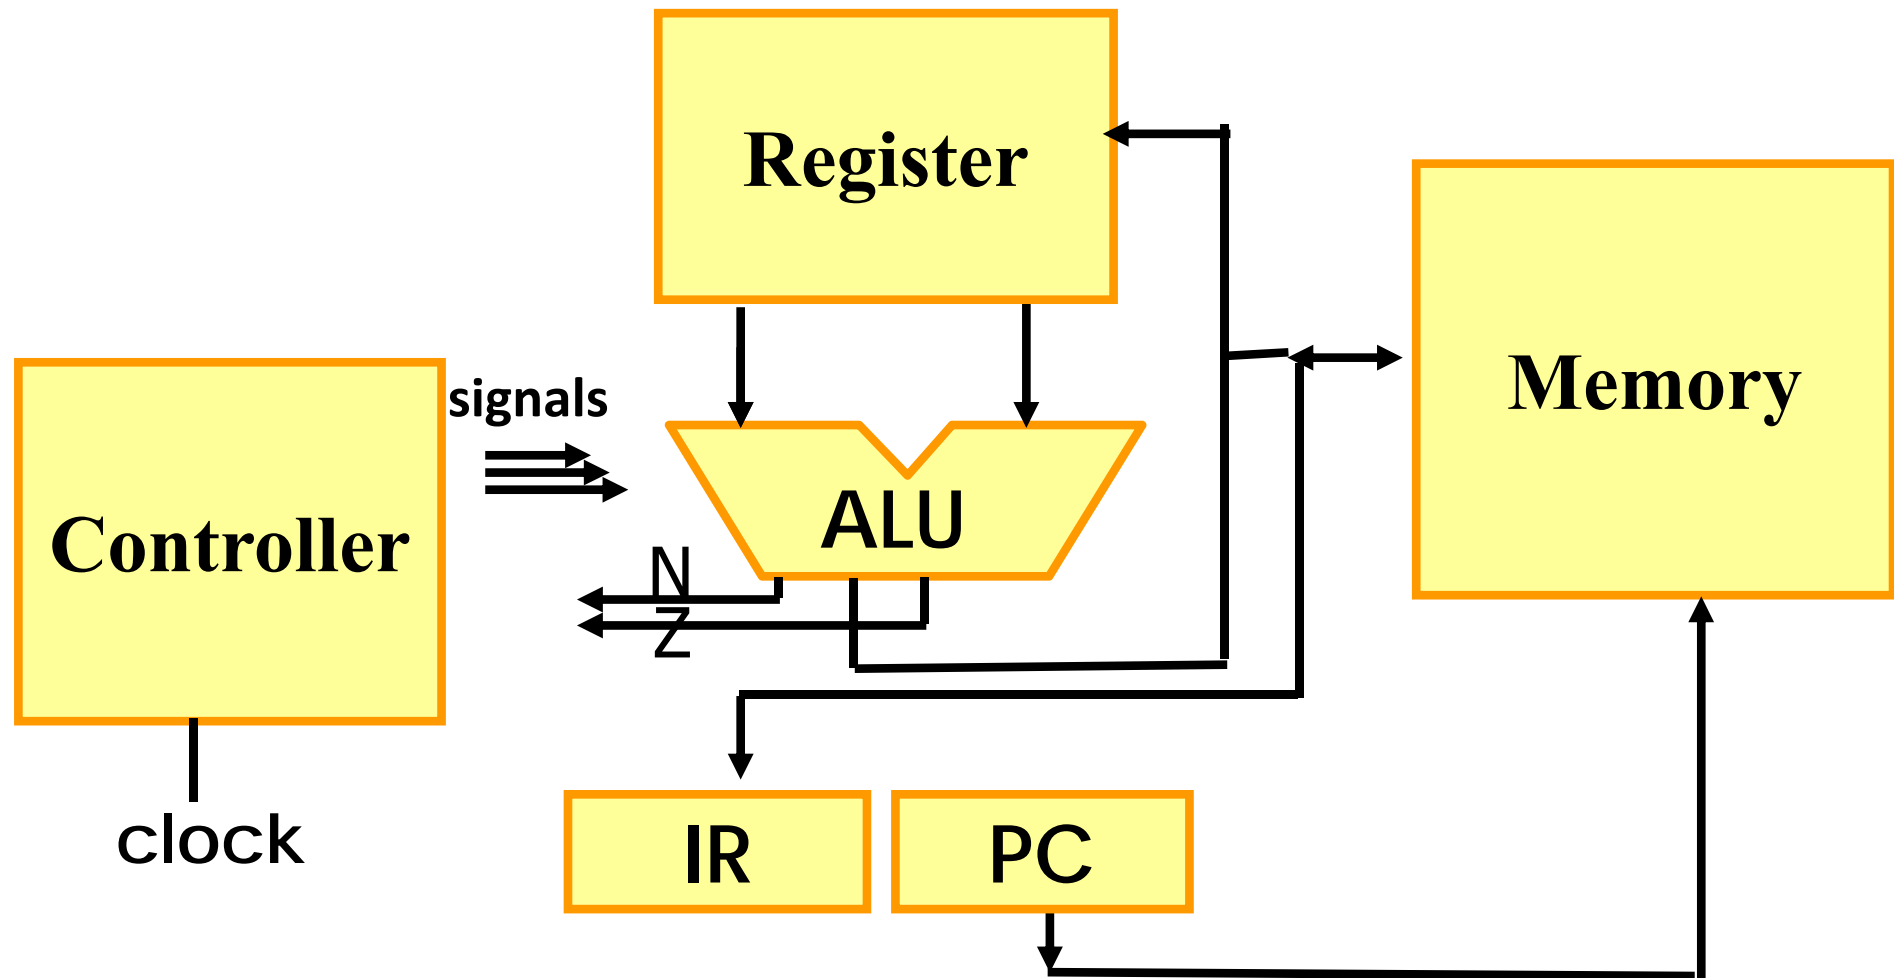 Register
Memory
signals
Controller
ALU
N
Z
clock
IR
PC